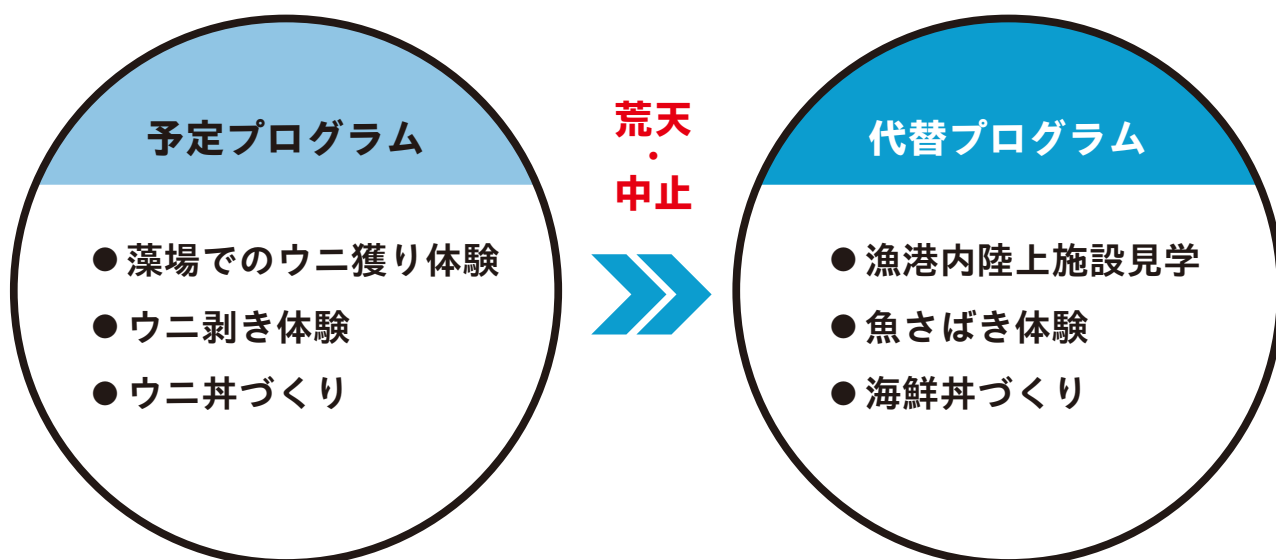 予定プログラム
● 藻場でのウニ獲り体験
● ウニ剥き体験
● ウニ丼づくり
荒天
・
中止
代替プログラム
● 漁港内陸上施設見学
● 魚さばき体験
● 海鮮丼づくり